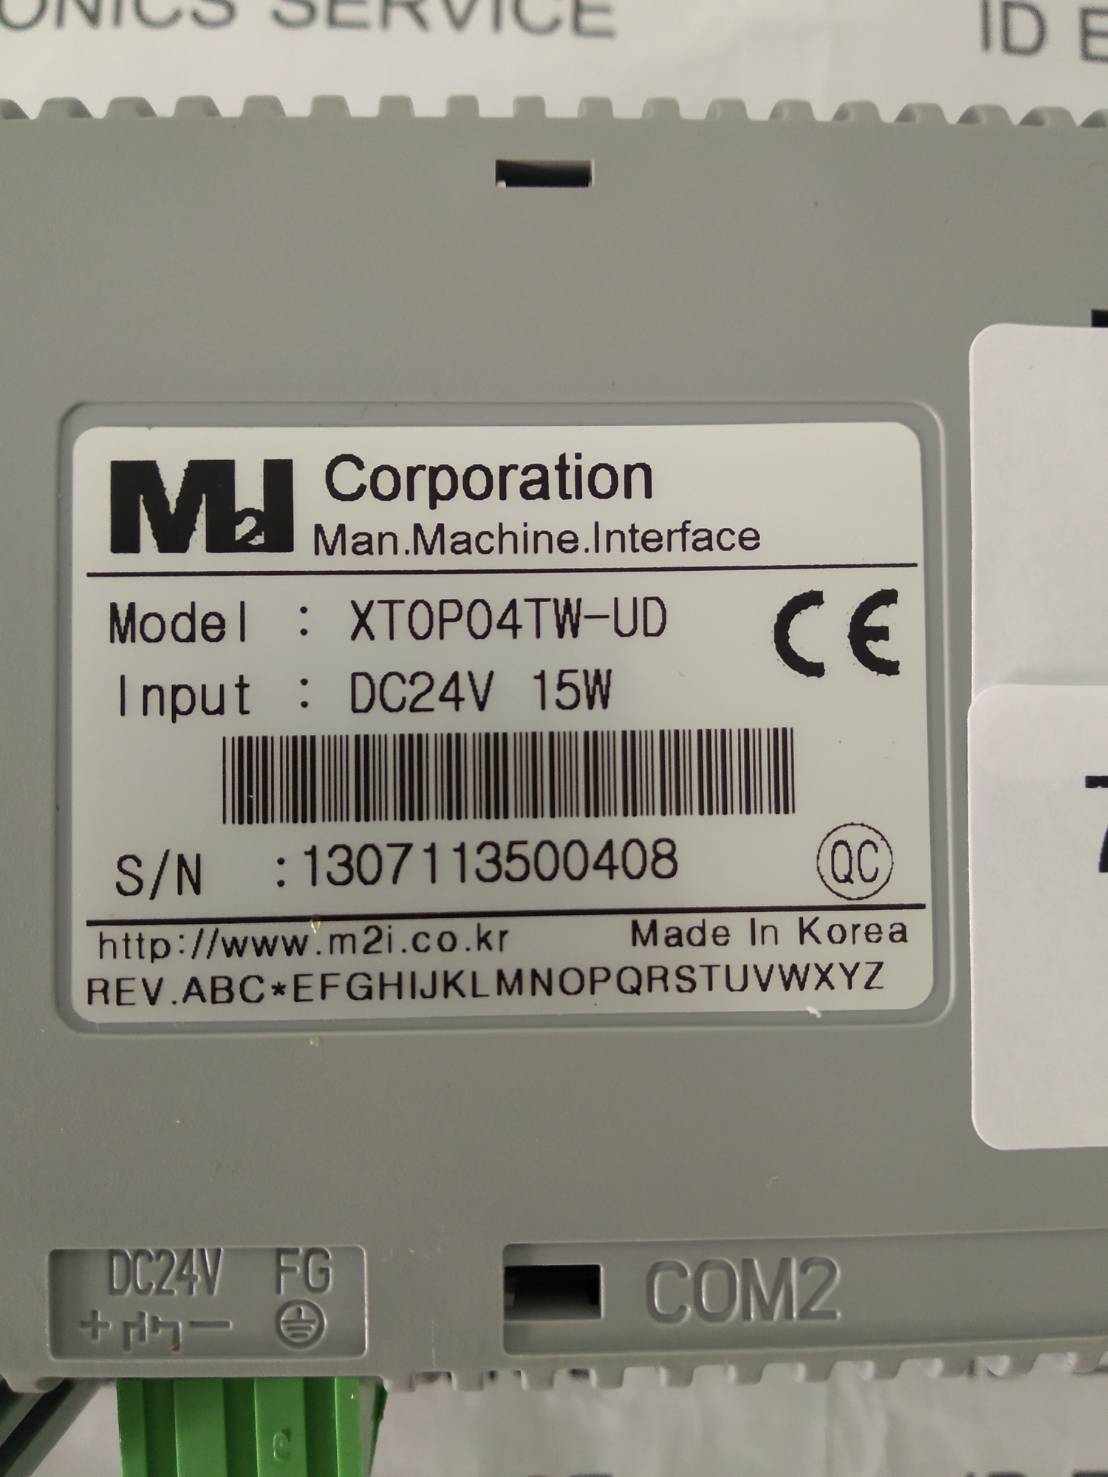 ONICS SERVICE
ID E
M2I Corporation
Man.Machine.Interface
Model : XTOP04TW-UD
Input : DC24V 15W
CE
S/N :1307113500408
QC
http://www.m2i.co.kr Made In Korea
REV.ABC*EFGHIJKLMNOPQRSTUVWXYZ
DC24V FG
+ -
COM2